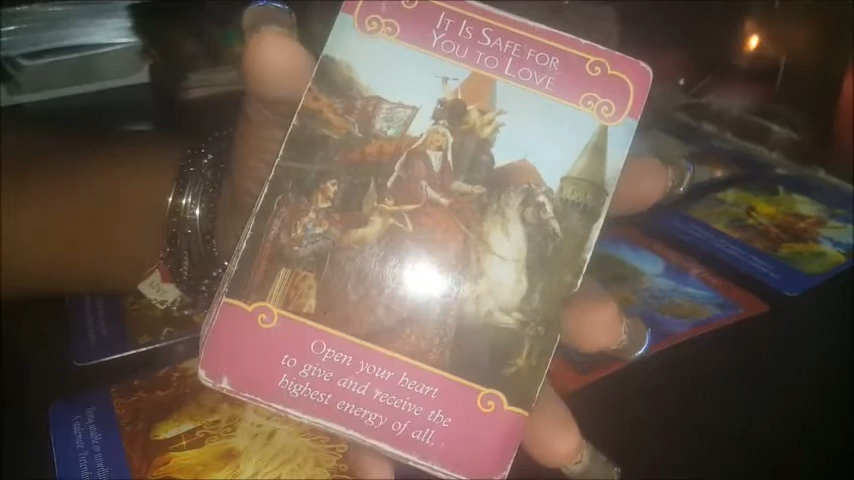 It Is Safe for
You to Love
Open your heart
to give and receive the
highest energy of all.